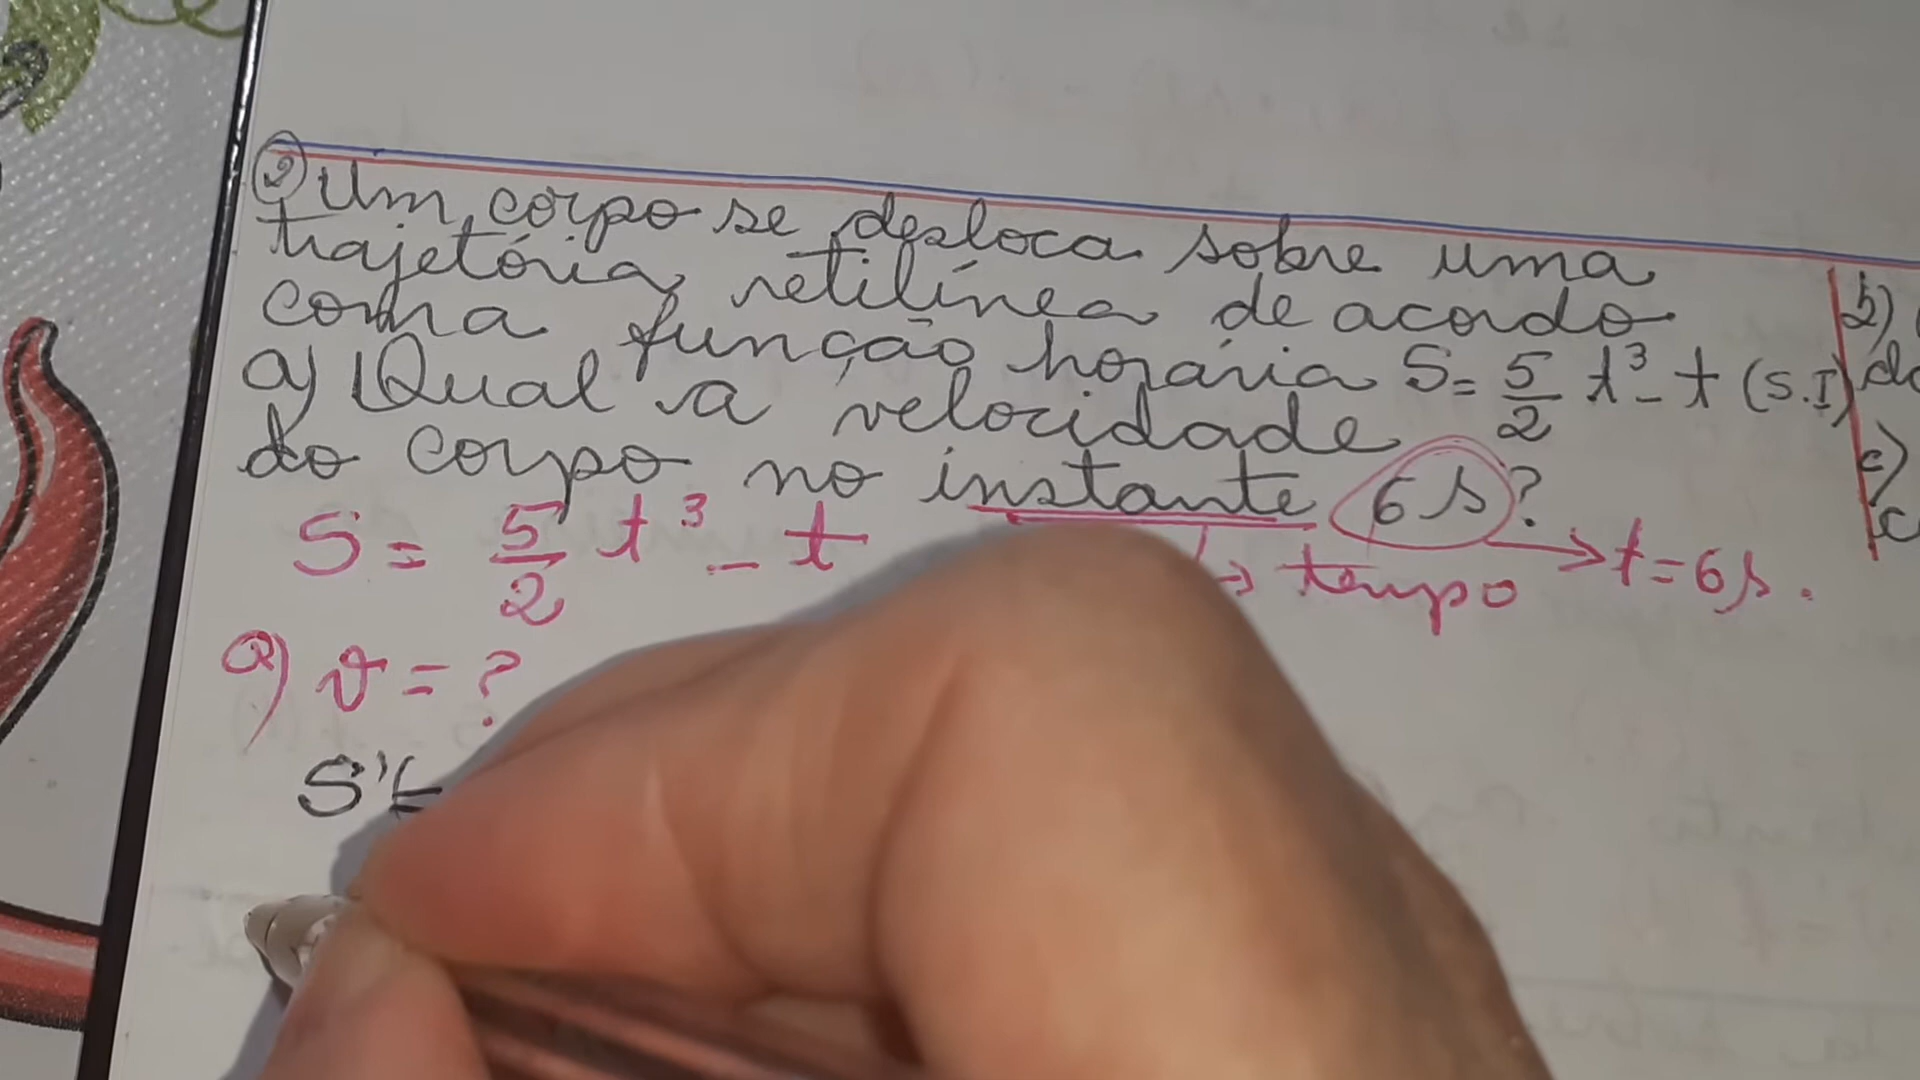 2) Um corpo se desloca sobre uma
trajetória retilínea de acordo
com a função horária S = 5/2 t³ - t (S.I)
a) Qual a velocidade
do corpo no instante 6s?
S = 5/2 t³ - t
→ tempo
→ t = 6s.
a) v = ?
S'
b)
c)